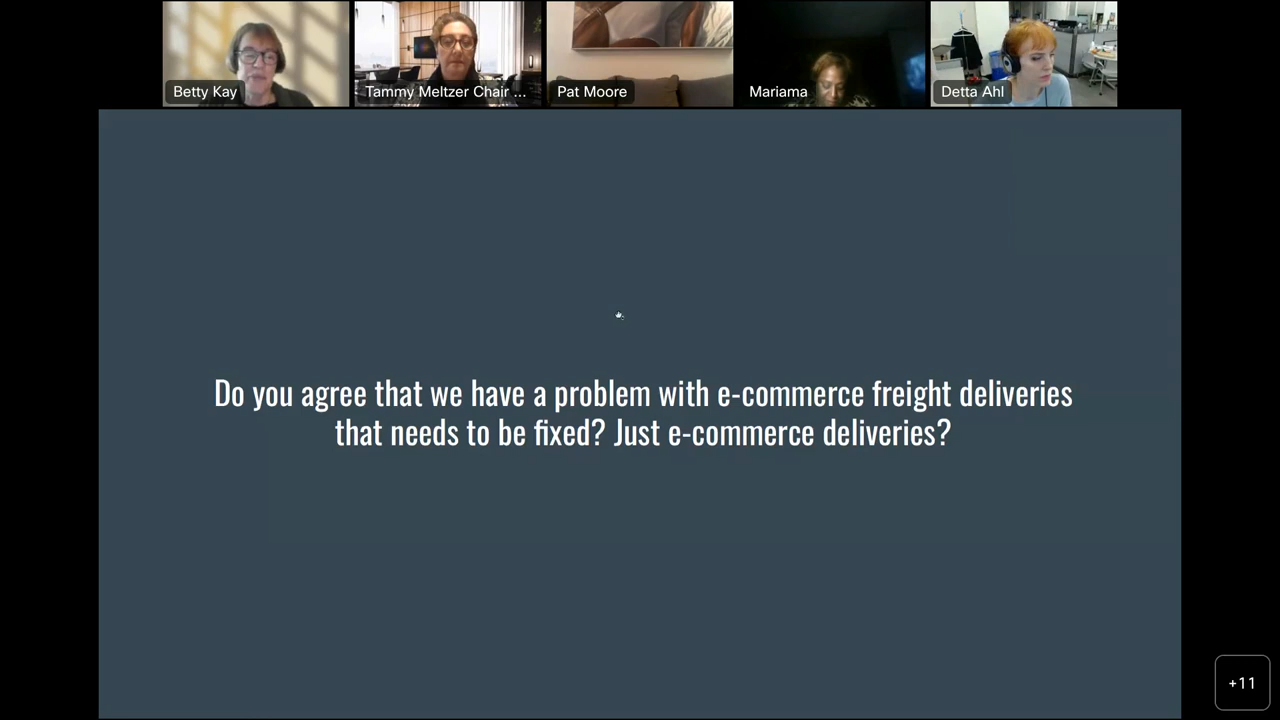 Betty Kay
Tammy Meltzer Chair ...
Pat Moore
Mariama
Detta Ahl
Do you agree that we have a problem with e-commerce freight deliveries
that needs to be fixed? Just e-commerce deliveries?
+11